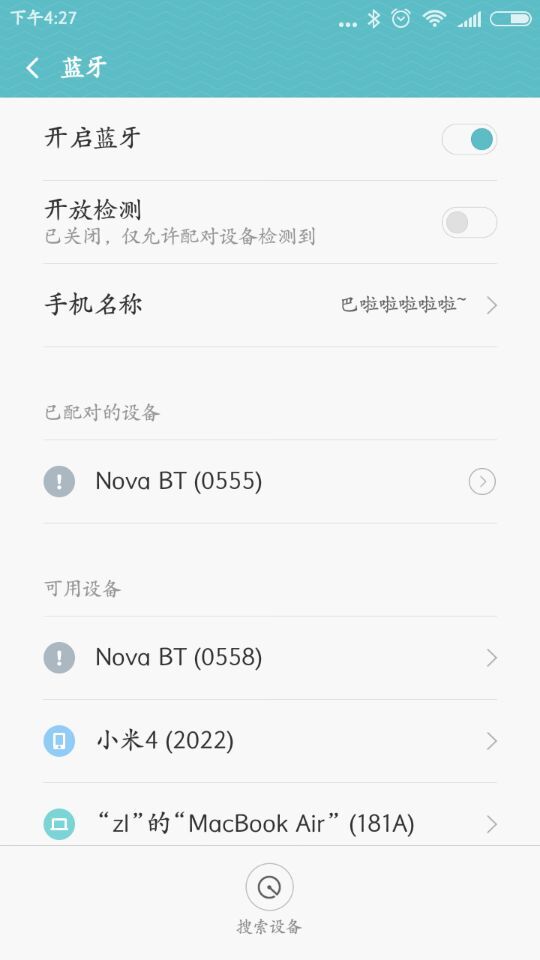 下午4:27
蓝牙
开启蓝牙
开放检测
已关闭，仅允许配对设备检测到
手机名称
巴啦啦啦啦啦~
已配对的设备
Nova BT (0555)
可用设备
Nova BT (0558)
小米4 (2022)
“zl”的“MacBook Air” (181A)
搜索设备